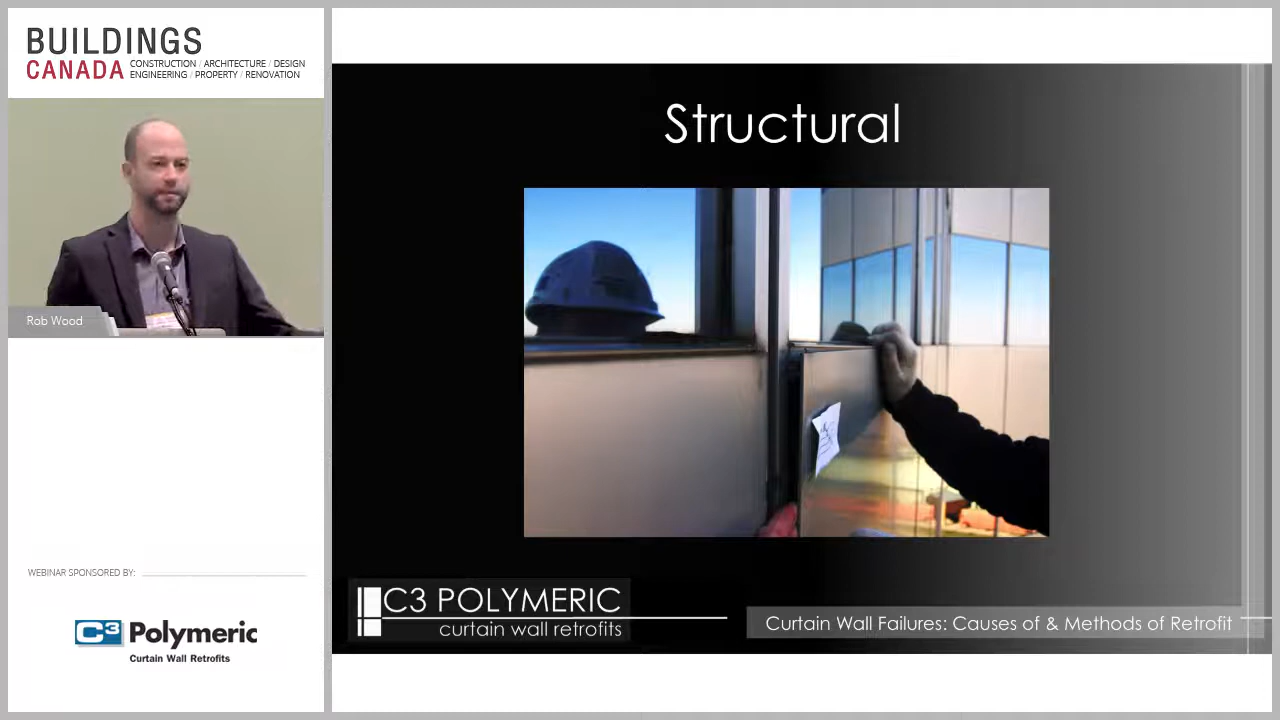 BUILDINGS
CANADA CONSTRUCTION / ARCHITECTURE / DESIGN
ENGINEERING / PROPERTY / RENOVATION
Rob Wood
WEBINAR SPONSORED BY:
C3 Polymeric
Curtain Wall Retrofits
Structural
C3 POLYMERIC
curtain wall retrofits
Curtain Wall Failures: Causes of & Methods of Retrofit